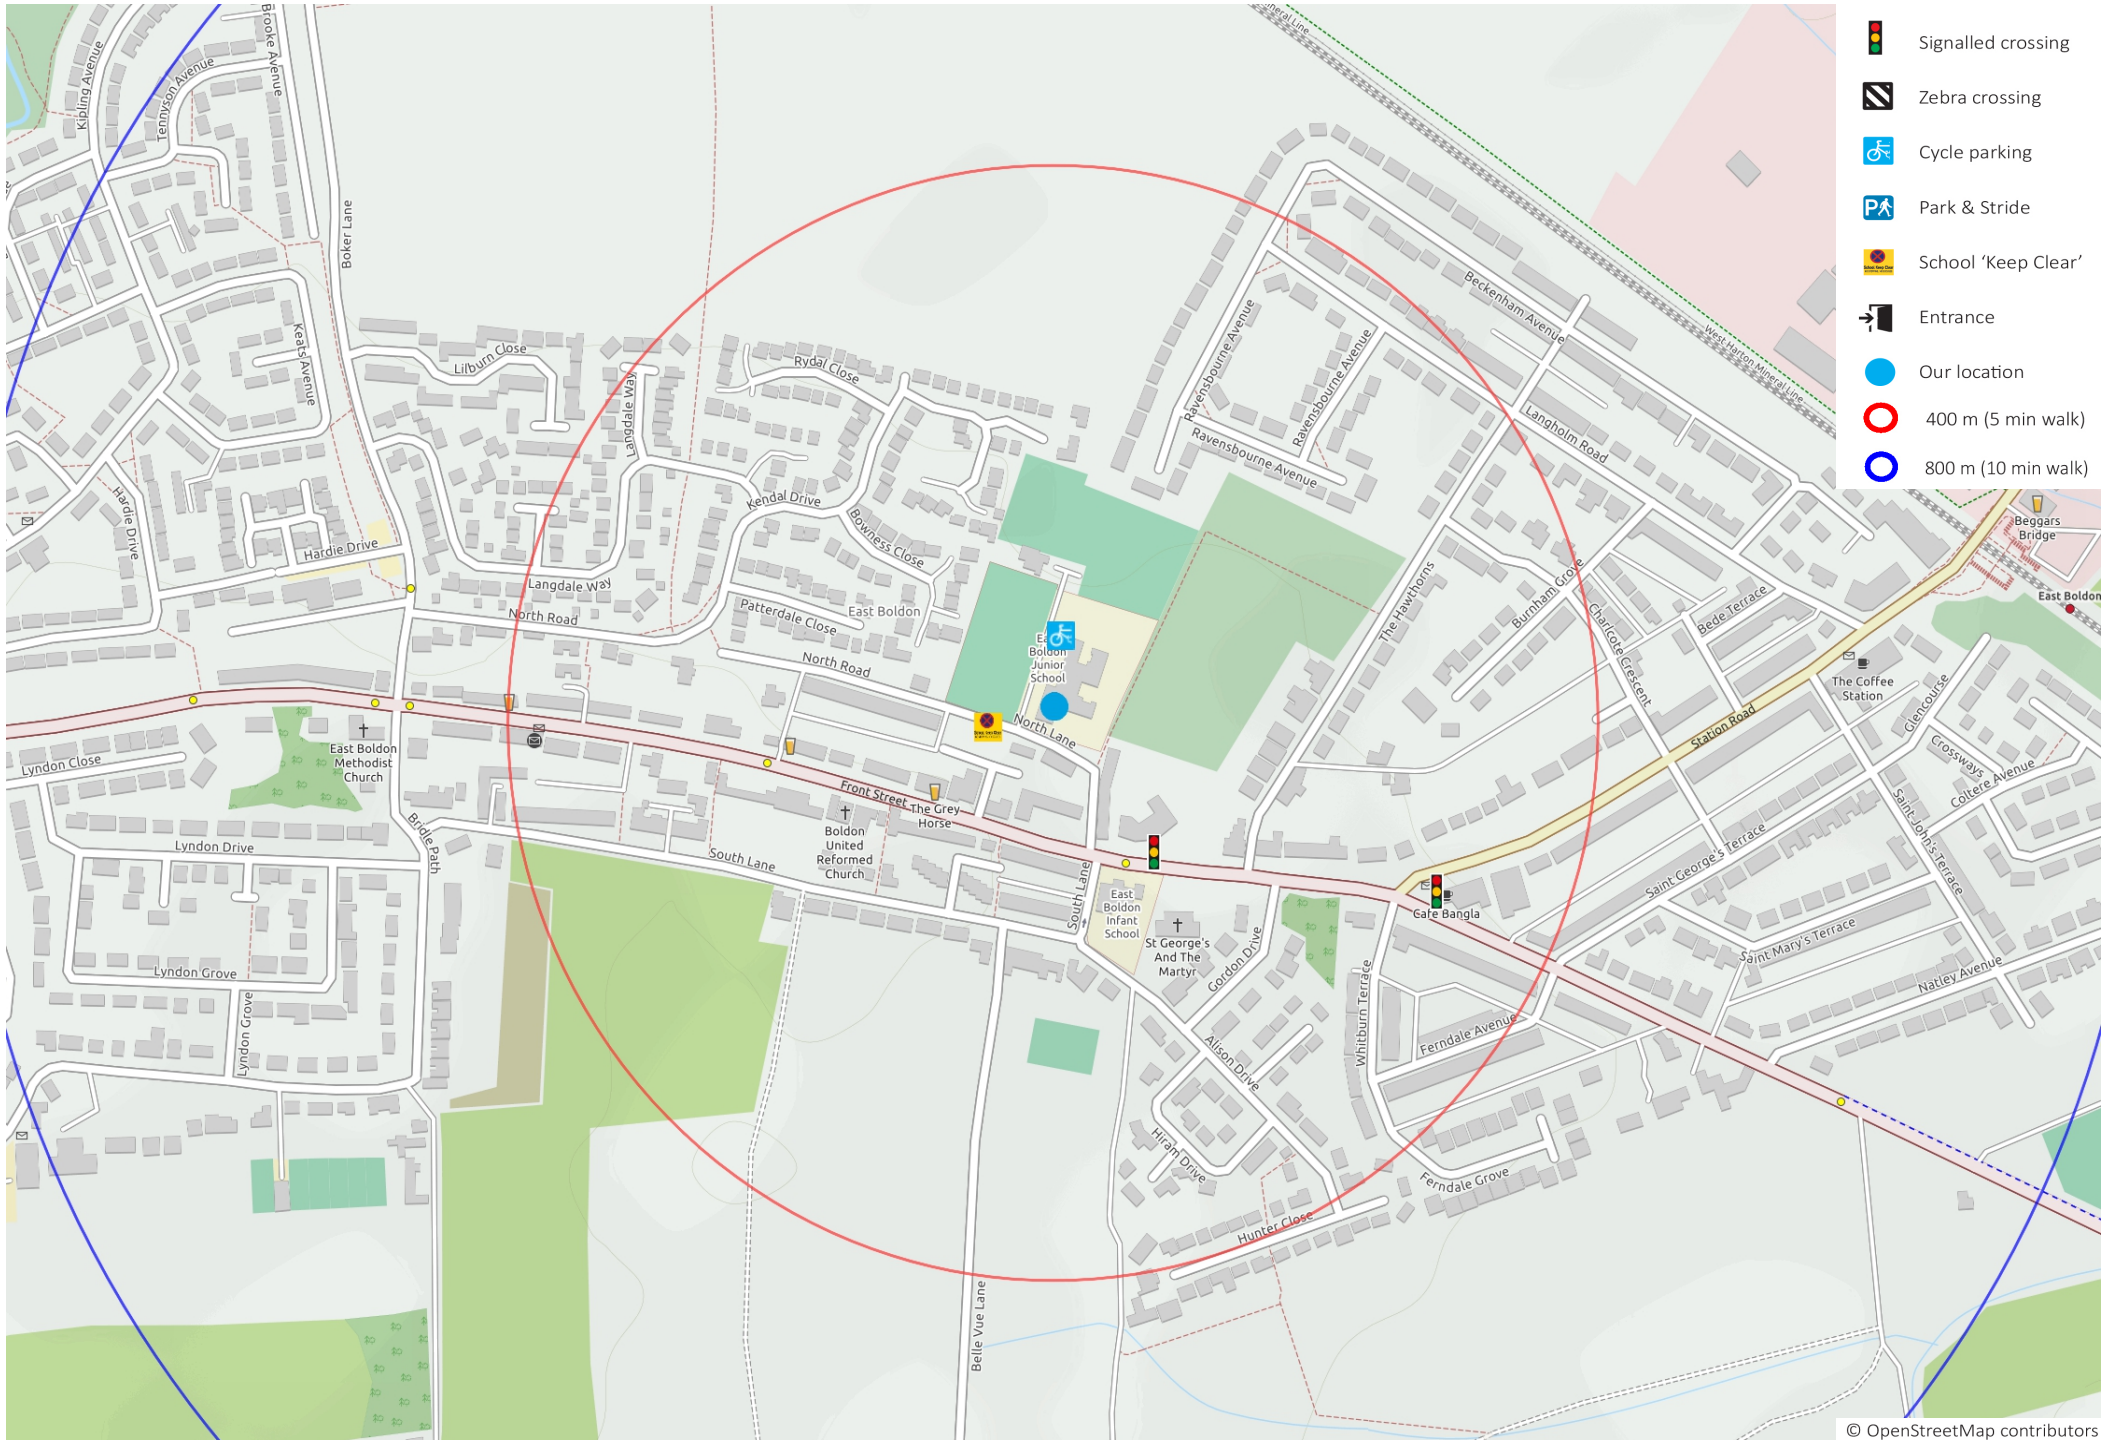 Signalled crossing
Zebra crossing
Cycle parking
Park & Stride
School ‘Keep Clear’
Entrance
Our location
400 m (5 min walk)
800 m (10 min walk)
Kipling Avenue
Tennyson Avenue
Brooke Avenue
Boker Lane
Mineral Line
West Harton Mineral Line
Keats Avenue
Lilburn Close
Langdale Way
Rydal Close
Ravensbourne Avenue
Ravensbourne Avenue
Ravensbourne Avenue
Beckenham Avenue
Langholm Road
Kendal Drive
Bowness Close
Hardie Drive
Hardie Drive
Langdale Way
North Road
Patterdale Close
East Boldon
North Road
East
Boldon
Junior
School
North Lane
The Hawthorns
Burnham Grove
Charlcote Crescent
Bede Terrace
Beggars
Bridge
East Boldon
The Coffee
Station
Station Road
Glencourse
Crossways
Coltere Avenue
Saint John's Terrace
Saint George's Terrace
Saint Mary's Terrace
Natley Avenue
East Boldon
Methodist
Church
Lyndon Close
Lyndon Drive
Bridle Path
Lyndon Grove
Lyndon Grove
South Lane
Front Street
The Grey
Horse
Boldon
United
Reformed
Church
South Lane
East
Boldon
Infant
School
St George's
And The
Martyr
Gordon Drive
Cafe Bangla
Whitburn Terrace
Ferndale Avenue
Alison Drive
Hiram Drive
Ferndale Grove
Hunter Close
Belle Vue Lane
© OpenStreetMap contributors